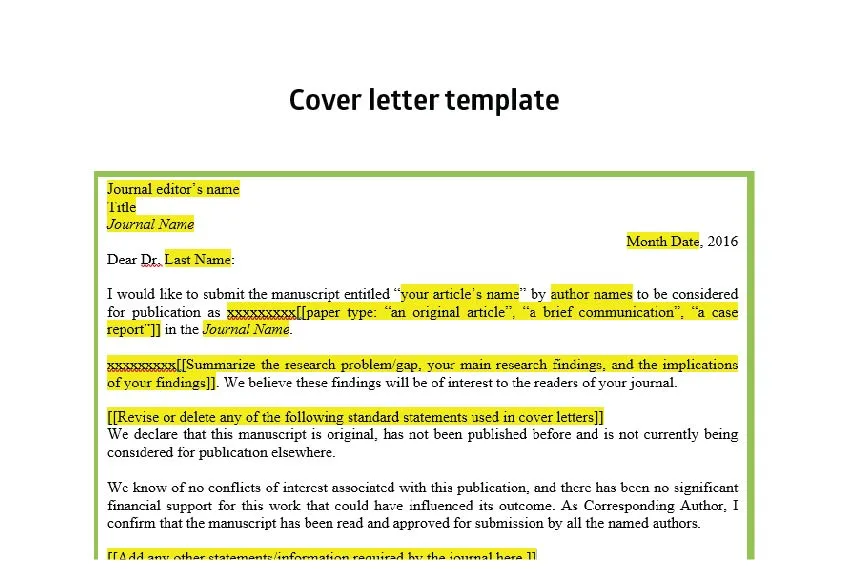 Cover letter template
Journal editor’s name
Title
Journal Name
Month Date, 2016
Dear Dr. Last Name:
I would like to submit the manuscript entitled “your article’s name” by author names to be considered
for publication as xxxxxxxxxx[[paper type: “an original article”, “a brief communication”, “a case
report”]] in the Journal Name.
xxxxxxxxxx[[Summarize the research problem/gap, your main research findings, and the implications
of your findings]]. We believe these findings will be of interest to the readers of your journal.
[[Revise or delete any of the following standard statements used in cover letters]]
We declare that this manuscript is original, has not been published before and is not currently being
considered for publication elsewhere.
We know of no conflicts of interest associated with this publication, and there has been no significant
financial support for this work that could have influenced its outcome. As Corresponding Author, I
confirm that the manuscript has been read and approved for submission by all the named authors.
[[Add any other statements/information required by the journal here.]]